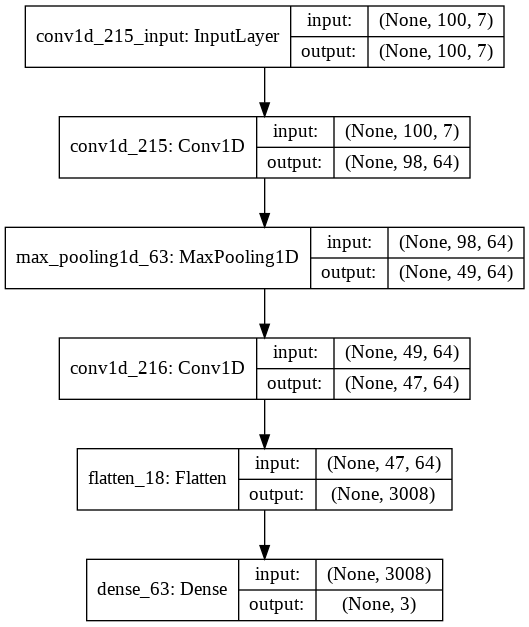 conv1d_215_input: InputLayer
input: (None, 100, 7)
output: (None, 100, 7)
conv1d_215: Conv1D
input: (None, 100, 7)
output: (None, 98, 64)
max_pooling1d_63: MaxPooling1D
input: (None, 98, 64)
output: (None, 49, 64)
conv1d_216: Conv1D
input: (None, 49, 64)
output: (None, 47, 64)
flatten_18: Flatten
input: (None, 47, 64)
output: (None, 3008)
dense_63: Dense
input: (None, 3008)
output: (None, 3)